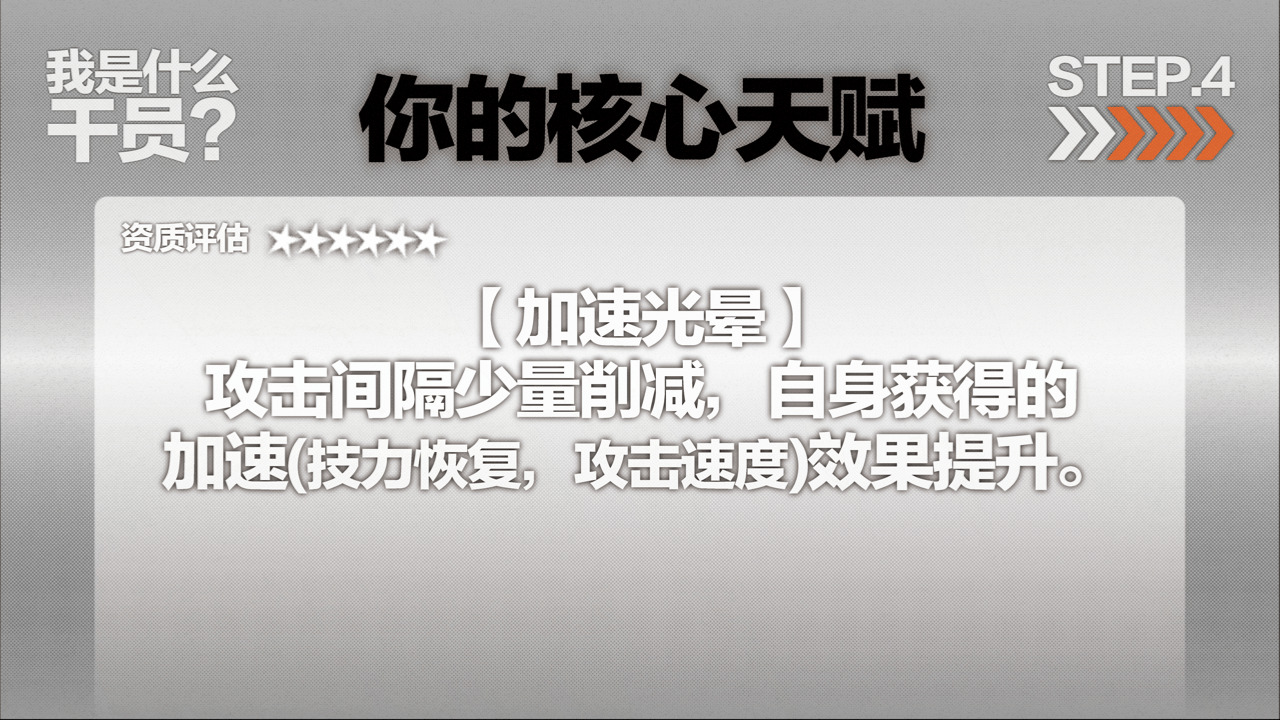 我是什么
干员?
你的核心天赋
STEP.4
资质评估 ★★★★★★
【加速光晕】
攻击间隔少量削减，自身获得的
加速(技力恢复，攻击速度)效果提升。